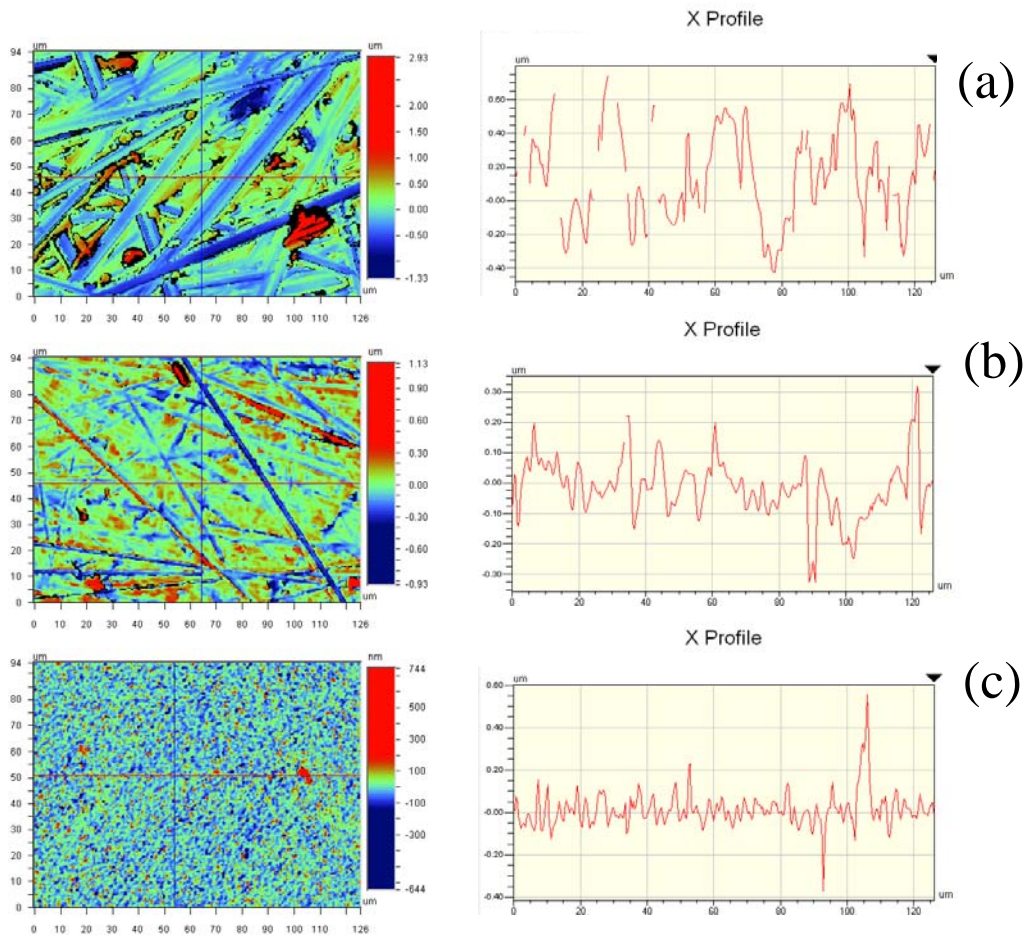 X Profile
(a)
um
94
80
70
60
50
40
30
20
10
0
0 10 20 30 40 50 60 70 80 90 100 110 126
um
um
2.93
2.00
1.50
1.00
0.50
0.00
-0.50
-1.33
um
0.60
0.40
0.20
-0.00
-0.20
-0.40
0 20 40 60 80 100 120
um
X Profile
(b)
um
94
80
70
60
50
40
30
20
10
0
0 10 20 30 40 50 60 70 80 90 100 110 126
um
um
1.13
0.90
0.60
0.30
0.00
-0.30
-0.60
-0.93
um
0.30
0.20
0.10
-0.00
-0.10
-0.20
-0.30
0 20 40 60 80 100 120
um
X Profile
(c)
um
94
80
70
60
50
40
30
20
10
0
0 10 20 30 40 50 60 70 80 90 100 110 126
um
nm
744
500
300
100
-100
-300
-644
um
0.60
0.40
0.20
-0.00
-0.20
-0.40
0 20 40 60 80 100 120
um